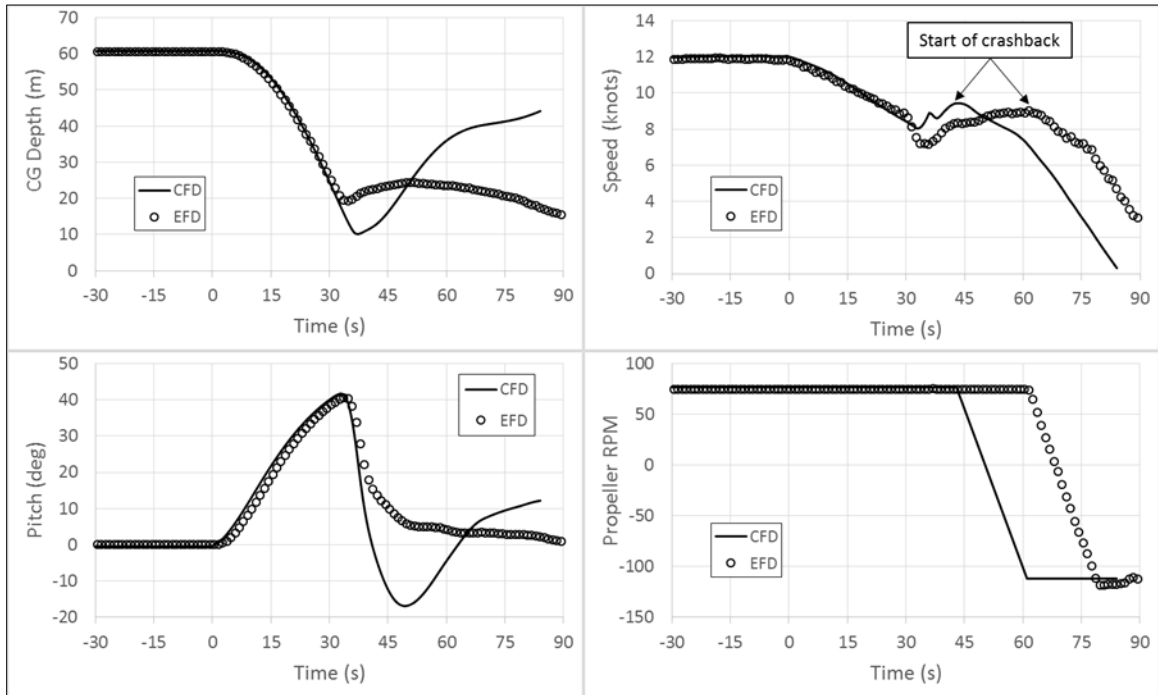 70
60
50
40
30
20
10
0
CG Depth (m)
CFD
EFD
-30 -15 0 15 30 45 60 75 90
Time (s)
14
12
10
8
6
4
2
0
Speed (knots)
Start of crashback
CFD
EFD
-30 -15 0 15 30 45 60 75 90
Time (s)
50
40
30
20
10
0
-10
-20
Pitch (deg)
CFD
EFD
-30 -15 0 15 30 45 60 75 90
Time (s)
100
50
0
-50
-100
-150
Propeller RPM
CFD
EFD
-30 -15 0 15 30 45 60 75 90
Time (s)